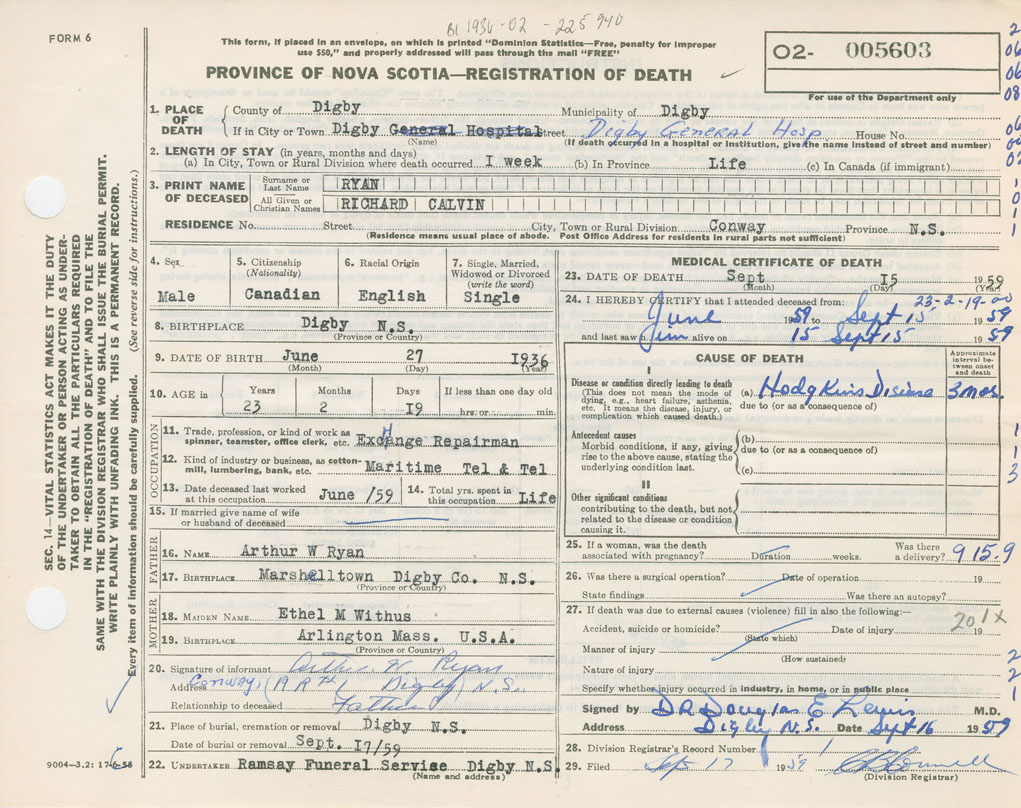 Bl 1936-02 -225940
FORM 6
This form, if placed in an envelope, on which is printed "Dominion Statistics—Free, penalty for improper
use $50," and properly addressed will pass through the mail "FREE"
PROVINCE OF NOVA SCOTIA—REGISTRATION OF DEATH
O2- 005603
For use of the Department only
1. PLACE OF DEATH
County of Digby Municipality of Digby
If in City or Town Digby General Hospital Street Digby General Hosp House No.
(Name) (If death occurred in a hospital or institution, give the name instead of street and number)
2. LENGTH OF STAY (in years, months and days)
(a) In City, Town or Rural Division where death occurred I week (b) In Province Life (c) In Canada (if immigrant)
3. PRINT NAME OF DECEASED
Surname or Last Name RYAN
All Given or Christian Names RICHARD CALVIN
RESIDENCE No. Street City, Town or Rural Division Conway Province N.S.
(Residence means usual place of abode. Post Office Address for residents in rural parts not sufficient)
4. Sex Male
5. Citizenship (Nationality) Canadian
6. Racial Origin English
7. Single, Married, Widowed or Divorced (write the word) Single
8. BIRTHPLACE Digby N.S.
(Province or Country)
9. DATE OF BIRTH June 27 I936
(Month) (Day) (Year)
10. AGE in
Years Months Days If less than one day old
23 2 I9 hrs. or min.
OCCUPATION
11. Trade, profession, or kind of work as
spinner, teamster, office clerk, etc. Exchange Repairman
12. Kind of industry or business, as cotton-
mill, lumbering, bank, etc. Maritime Tel & Tel
13. Date deceased last worked at this occupation June /59
14. Total yrs. spent in this occupation Life
15. If married give name of wife
or husband of deceased
FATHER
16. NAME Arthur W Ryan
17. BIRTHPLACE Marshelltown Digby Co. N.S.
(Province or Country)
MOTHER
18. MAIDEN NAME Ethel M Withus
19. BIRTHPLACE Arlington Mass. U.S.A.
(Province or Country)
20. Signature of informant Arthur W. Ryan
Address Conway, Digby N.S.
Relationship to deceased Father
21. Place of burial, cremation or removal Digby N.S.
Date of burial or removal Sept. I7/59
22. UNDERTAKER Ramsay Funeral Servise Digby N.S
(Name and address)
MEDICAL CERTIFICATE OF DEATH
23. DATE OF DEATH Sept I5 1959
(Month) (Day) (Year)
24. I HEREBY CERTIFY that I attended deceased from: 23-2-19-00
June 1959 to Sept 15 1959
and last saw him alive on 15 Sept 15 1959
CAUSE OF DEATH
Approximate interval between onset and death
I
Disease or condition directly leading to death
(This does not mean the mode of
dying, e.g., heart failure, asthenia,
etc. It means the disease, injury, or
complication which caused death.)
(a) Hodgkins Disease 3 mos.
due to (or as a consequence of)
Antecedent causes
Morbid conditions, if any, giving
rise to the above cause, stating the
underlying condition last.
(b)
due to (or as a consequence of)
(c)
II
Other significant conditions
contributing to the death, but not
related to the disease or condition
causing it.
25. If a woman, was the death Was there
associated with pregnancy? Duration weeks. a delivery? 915.9
26. Was there a surgical operation? Date of operation 19
State findings Was there an autopsy?
27. If death was due to external causes (violence) fill in also the following:—
201x
Accident, suicide or homicide? Date of injury 19
(State which)
Manner of injury
(How sustained)
Nature of injury
Specify whether injury occurred in industry, in home, or in public place
Signed by DR Douglas E Lewis M.D.
Address Digby N.S. Date Sept 16 1959
28. Division Registrar's Record Number 1
29. Filed Sept 17 1959
(Division Registrar)
SEC. 14—VITAL STATISTICS ACT MAKES IT THE DUTY
OF THE UNDERTAKER OR PERSON ACTING AS UNDER-
TAKER TO OBTAIN ALL THE PARTICULARS REQUIRED
IN THE "REGISTRATION OF DEATH" AND TO FILE THE
SAME WITH THE DIVISION REGISTRAR WHO SHALL ISSUE THE BURIAL PERMIT.
WRITE PLAINLY WITH UNFADING INK. THIS IS A PERMANENT RECORD.
Every item of information should be carefully supplied. (See reverse side for instructions.)
9004—3.2: 17-6-55